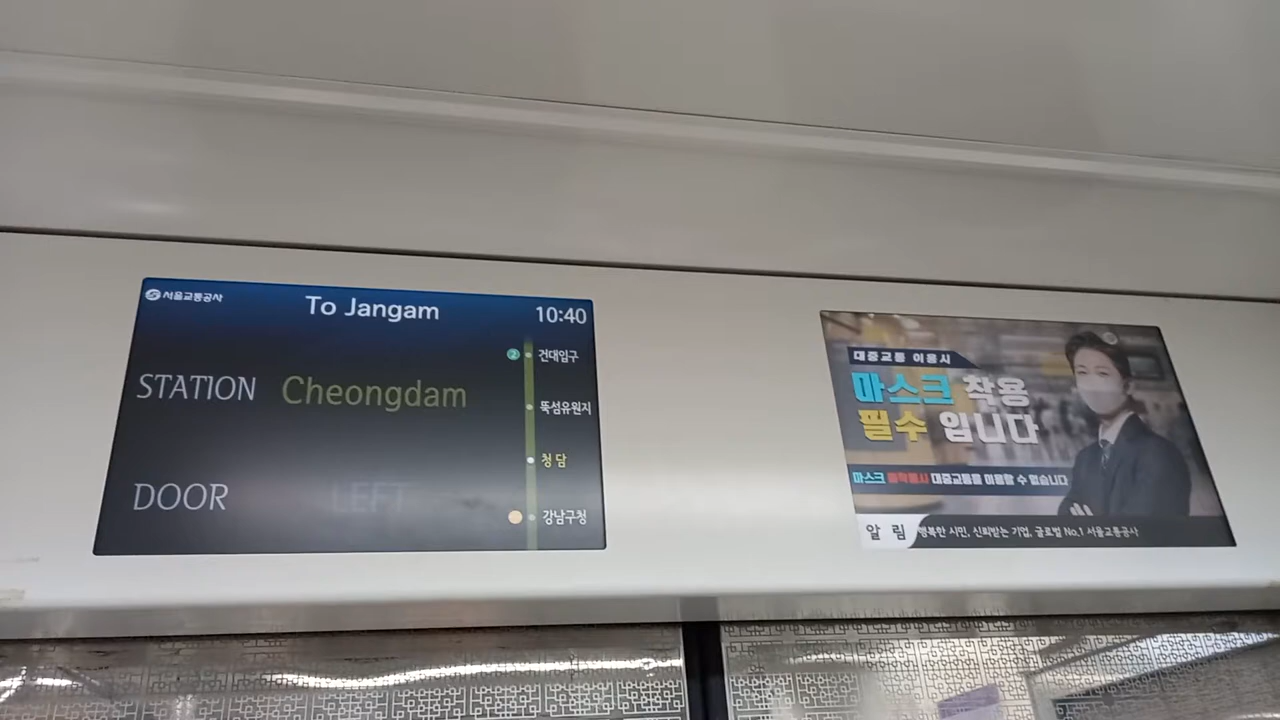 서울교통공사
To Jangam
10:40
STATION Cheongdam
DOOR LEFT
2 건대입구
뚝섬유원지
청담
강남구청
대중교통 이용시
마스크 착용
필수 입니다
마스크 미착용시 대중교통을 이용할 수 없습니다
알림
행복한 시민, 신뢰받는 기업, 글로벌 No.1 서울교통공사